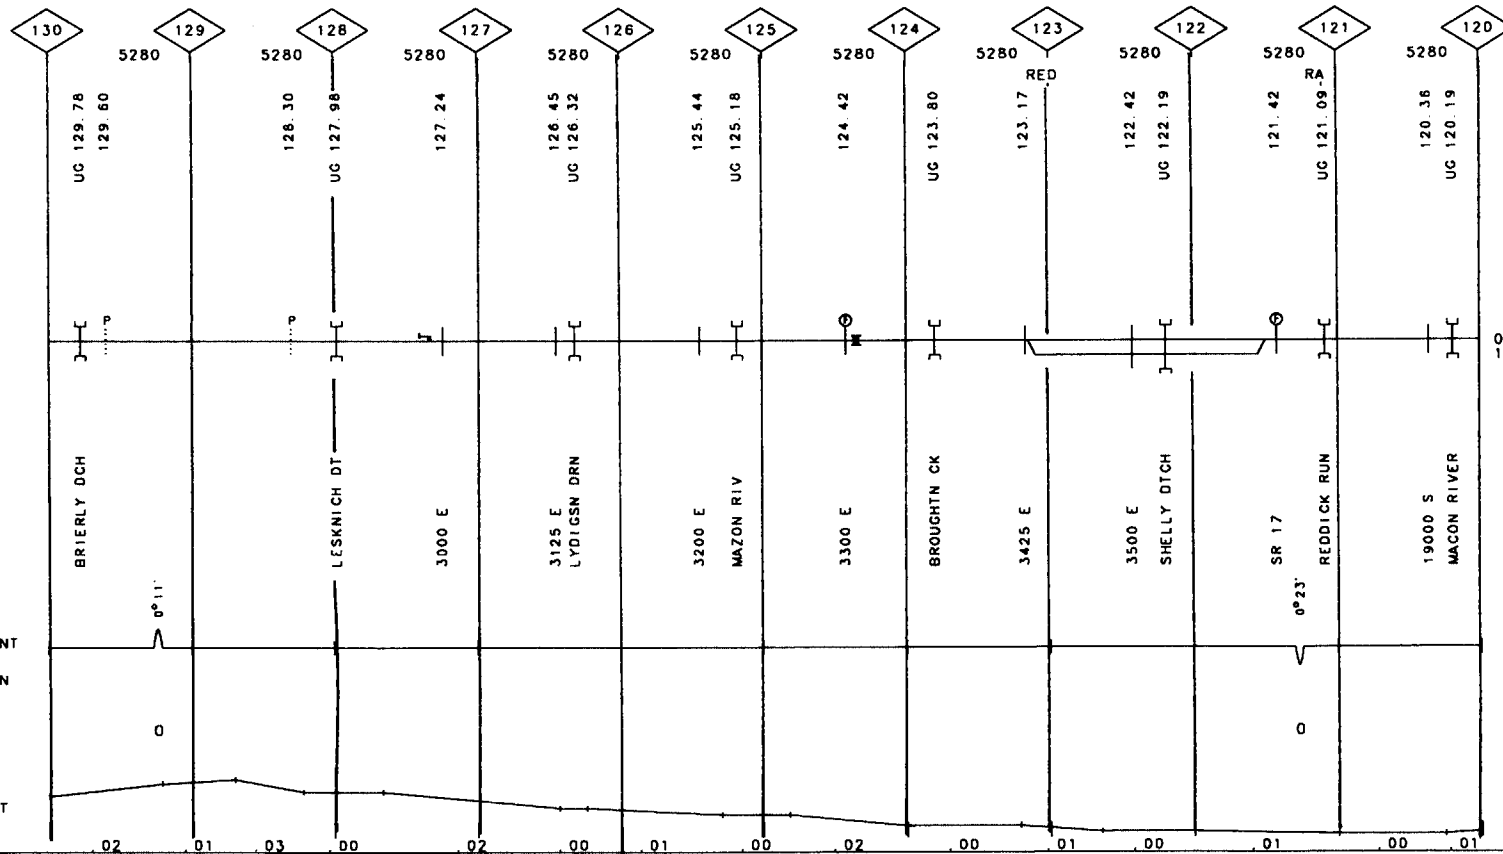 130 129 128 127 126 125 124 123 122 121 120
5280 5280 5280 5280 5280 5280 5280 5280 5280 5280
RED RA
UG 129.78
129.60
128.30
UG 127.98
127.24
126.45
UG 126.32
125.44
UG 125.18
124.42
UG 123.80
123.17
122.42
UG 122.19
121.42
UG 121.09
120.36
UG 120.19
P P F F
0
1
BRIERLY DCH
LESKNICH DT
3000 E
3125 E
LYDIGSN DRN
3200 E
MAZON RIV
3300 E
BROUGHTN CK
3425 E
3500 E
SHELLY DTCH
SR 17
REDDICK RUN
19000 S
MACON RIVER
0°11'
0°23'
NT
N
0 0
T
.02 .01 .03 .00 .02 .00 .01 .00 .02 .00 .01 .00 .01 .00 .01